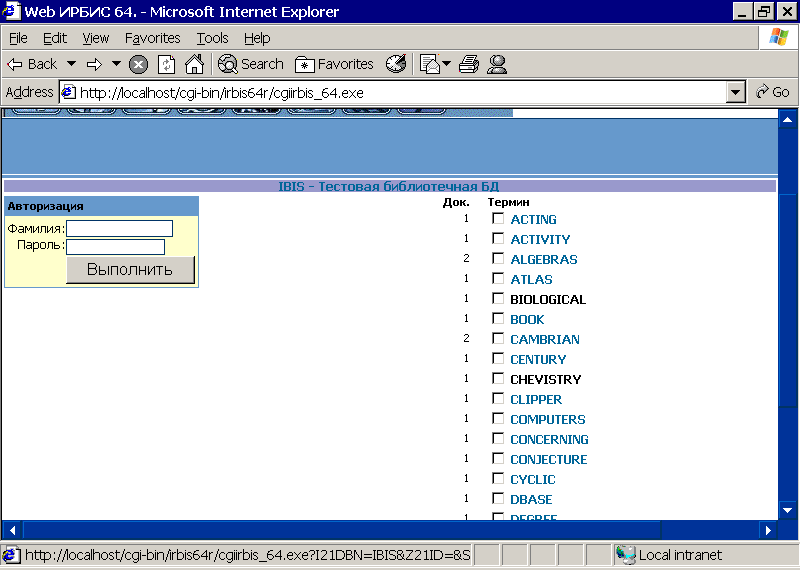 Web ИРБИС 64. - Microsoft Internet Explorer
File Edit View Favorites Tools Help
Back Search Favorites
Address http://localhost/cgi-bin/irbis64r/cgiirbis_64.exe Go
IBIS - Тестовая библиотечная БД
Авторизация
Фамилия:
Пароль:
Выполнить
Док. Термин
1 ACTING
1 ACTIVITY
2 ALGEBRAS
1 ATLAS
1 BIOLOGICAL
1 BOOK
2 CAMBRIAN
1 CENTURY
1 CHEVISTRY
1 CLIPPER
1 COMPUTERS
1 CONCERNING
1 CONJECTURE
1 CYCLIC
1 DBASE
1 DEGREE
http://localhost/cgi-bin/irbis64r/cgiirbis_64.exe?I21DBN=IBIS&Z21ID=&S Local intranet